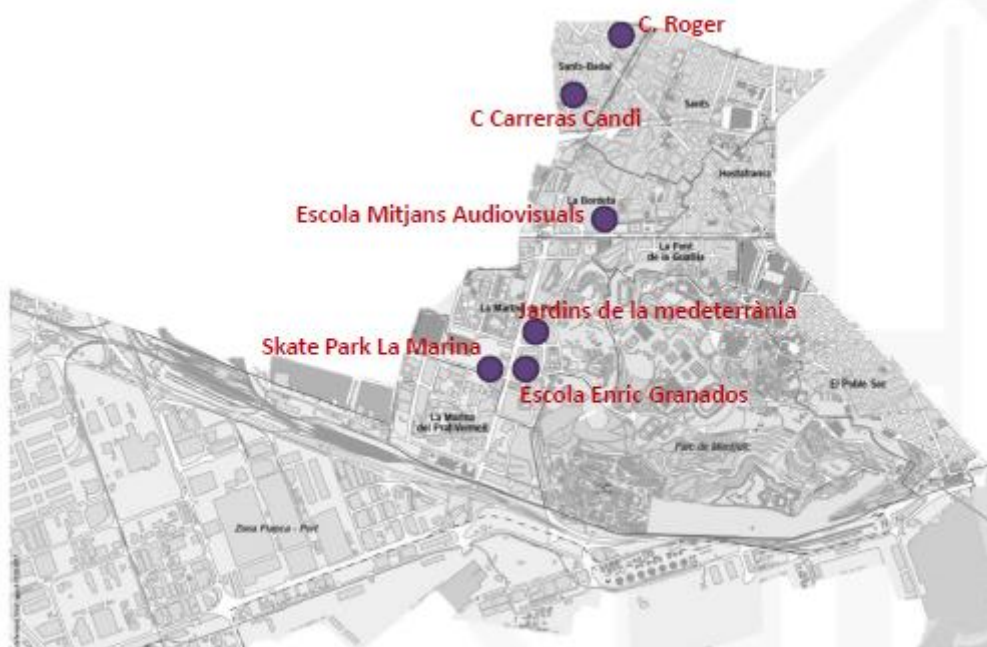 C. Roger
Sants-Badal
Sants
C Carreras Candi
Hostafrancs
La Bordeta
Escola Mitjans Audiovisuals
La Font
de la Guatlla
La Marina
Jardins de la medeterrània
Skate Park La Marina
El Poble Sec
Escola Enric Granados
La Marina
del Prat Vermell
Parc de Montjuïc
Zona Franca - Port